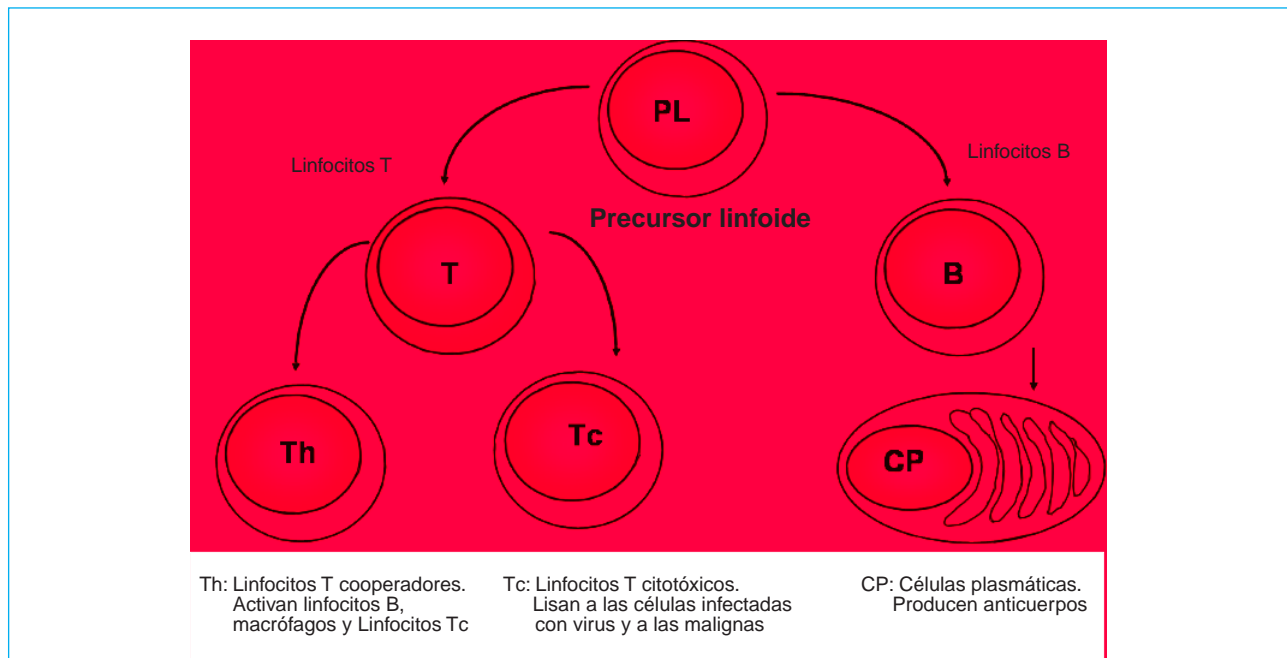 PL
Linfocitos T
Linfocitos B
Precursor linfoide
T
B
Th
Tc
CP
Th: Linfocitos T cooperadores.
Activan linfocitos B,
macrófagos y Linfocitos Tc
Tc: Linfocitos T citotóxicos.
Lisan a las células infectadas
con virus y a las malignas
CP: Células plasmáticas.
Producen anticuerpos